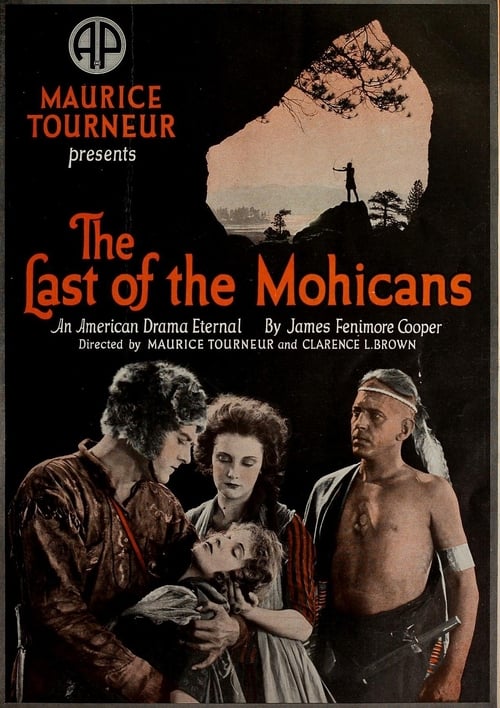 AP
MAURICE
TOURNEUR
presents
The
Last of the Mohicans
An American Drama Eternal By James Fenimore Cooper
Directed by MAURICE TOURNEUR and CLARENCE L. BROWN